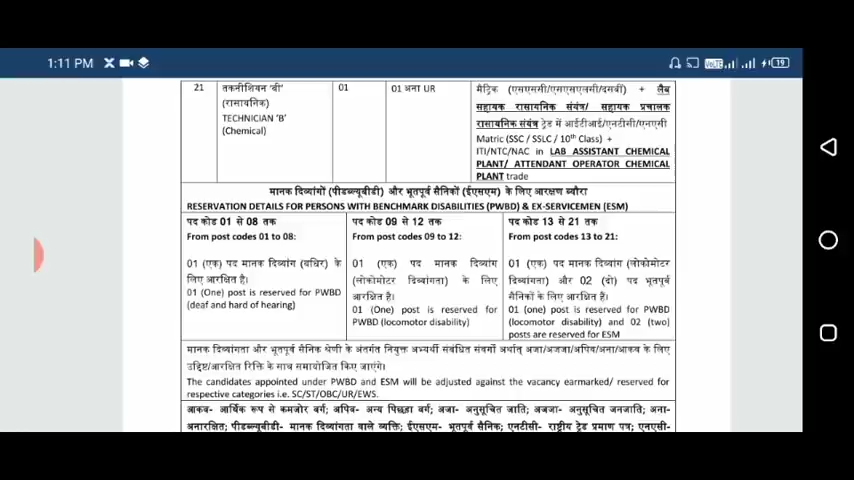 1:11 PM
19
21 तकनीशियन 'बी' 01 01 अना UR मैट्रिक (एसएससी/एसएसएलसी/दसवीं) + लैब
(रासायनिक) सहायक रासायनिक संयंत्र/ सहायक प्रचालक
TECHNICIAN 'B' रासायनिक संयंत्र ट्रेड में आईटीआई/एनटीसी/एनएसी
(Chemical) Matric (SSC / SSLC / 10th Class) +
ITI/NTC/NAC in LAB ASSISTANT CHEMICAL
PLANT/ ATTENDANT OPERATOR CHEMICAL
PLANT trade
मानक दिव्यांगों (पीडब्ल्यूबीडी) और भूतपूर्व सैनिकों (ईएसएम) के लिए आरक्षण ब्यौरा
RESERVATION DETAILS FOR PERSONS WITH BENCHMARK DISABILITIES (PWBD) & EX-SERVICEMEN (ESM)
पद कोड 01 से 08 तक
From post codes 01 to 08:
01 (एक) पद मानक दिव्यांग (बधिर) के
लिए आरक्षित है।
01 (One) post is reserved for PWBD
(deaf and hard of hearing)
पद कोड 09 से 12 तक
From post codes 09 to 12:
01 (एक) पद मानक दिव्यांग
(लोकोमोटर दिव्यांगता) के लिए
आरक्षित है।
01 (One) post is reserved for
PWBD (locomotor disability)
पद कोड 13 से 21 तक
From post codes 13 to 21:
01 (एक) पद मानक दिव्यांग (लोकोमोटर
दिव्यांगता) और 02 (दो) पद भूतपूर्व
सैनिकों के लिए आरक्षित हैं।
01 (one) post is reserved for PWBD
(locomotor disability) and 02 (two)
posts are reserved for ESM
मानक दिव्यांगता और भूतपूर्व सैनिक श्रेणी के अंतर्गत नियुक्त अभ्यर्थी संबंधित संवर्गों अर्थात् अजा/अजजा/अपिव/अना/आकव के लिए
उद्दिष्ट/आरक्षित रिक्ति के साथ समायोजित किए जाएंगे।
The candidates appointed under PWBD and ESM will be adjusted against the vacancy earmarked/ reserved for
respective categories i.e. SC/ST/OBC/UR/EWS.
आकव- आर्थिक रूप से कमजोर वर्ग; अपिव- अन्य पिछड़ा वर्ग; अजा- अनुसूचित जाति; अजजा- अनुसूचित जनजाति; अना-
अनारक्षित; पीडब्ल्यूबीडी- मानक दिव्यांगता वाले व्यक्ति; ईएसएम- भूतपूर्व सैनिक; एनटीसी- राष्ट्रीय ट्रेड प्रमाण पत्र; एनएसी-